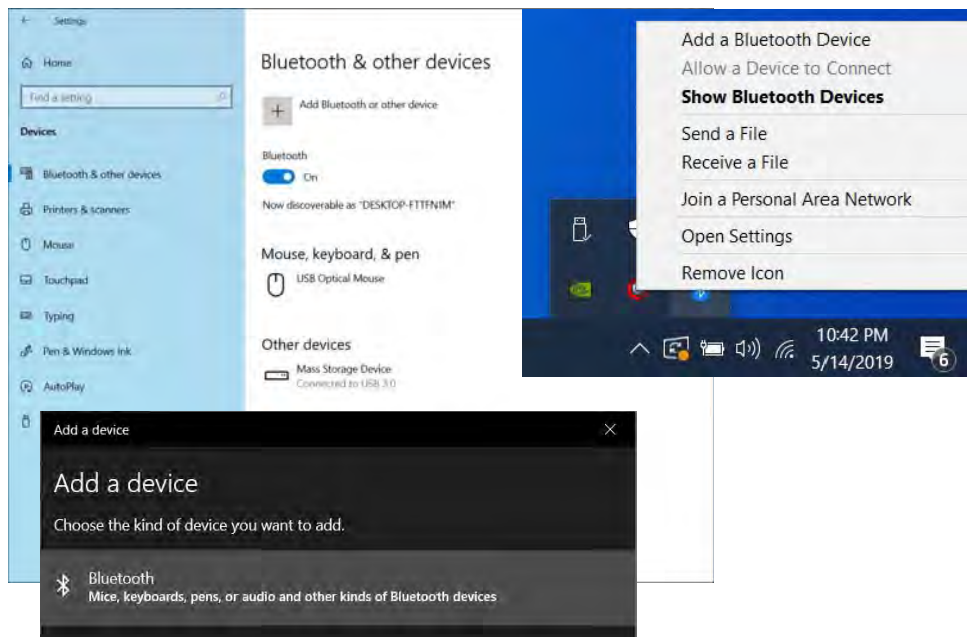 Settings
Home
Find a setting
Devices
Bluetooth & other devices
Printers & scanners
Mouse
Touchpad
Typing
Pen & Windows Ink
AutoPlay
Bluetooth & other devices
Add Bluetooth or other device
Bluetooth
On
Now discoverable as "DESKTOP-FTTFN1M"
Mouse, keyboard, & pen
USB Optical Mouse
Other devices
Mass Storage Device
Connected to USB 3.0
Add a Bluetooth Device
Allow a Device to Connect
Show Bluetooth Devices
Send a File
Receive a File
Join a Personal Area Network
Open Settings
Remove Icon
10:42 PM
5/14/2019
6
Add a device
Add a device
Choose the kind of device you want to add.
Bluetooth
Mice, keyboards, pens, or audio and other kinds of Bluetooth devices